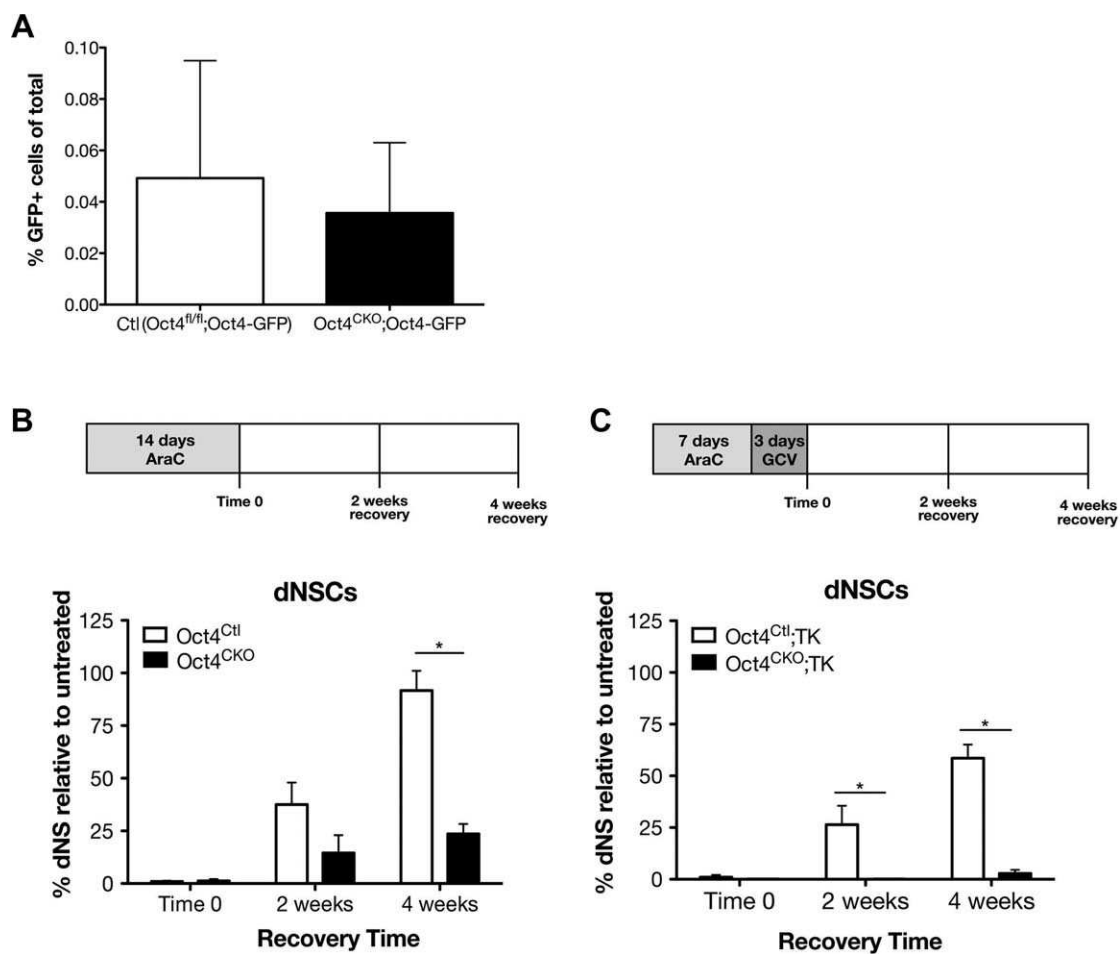 A
% GFP+ cells of total
0.10
0.08
0.06
0.04
0.02
0.00
Ctl(Oct4fl/fl;Oct4-GFP)
Oct4CKO;Oct4-GFP
B
14 days
AraC
Time 0
2 weeks
recovery
4 weeks
recovery
dNSCs
% dNS relative to untreated
125
100
75
50
25
0
Oct4Ctl
Oct4CKO
*
Time 0
2 weeks
4 weeks
Recovery Time
C
7 days
AraC
3 days
GCV
Time 0
2 weeks
recovery
4 weeks
recovery
dNSCs
% dNS relative to untreated
125
100
75
50
25
0
Oct4Ctl;TK
Oct4CKO;TK
*
*
Time 0
2 weeks
4 weeks
Recovery Time